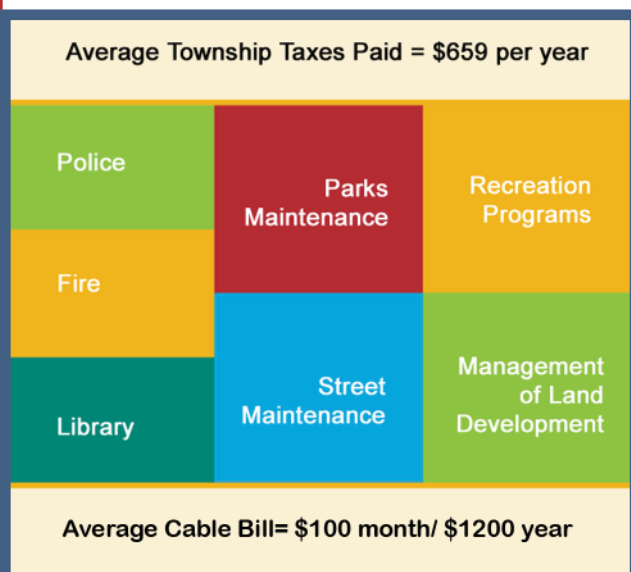 Average Township Taxes Paid = $659 per year
Police
Fire
Library
Parks
Maintenance
Street
Maintenance
Recreation
Programs
Management
of Land
Development
Average Cable Bill= $100 month/ $1200 year